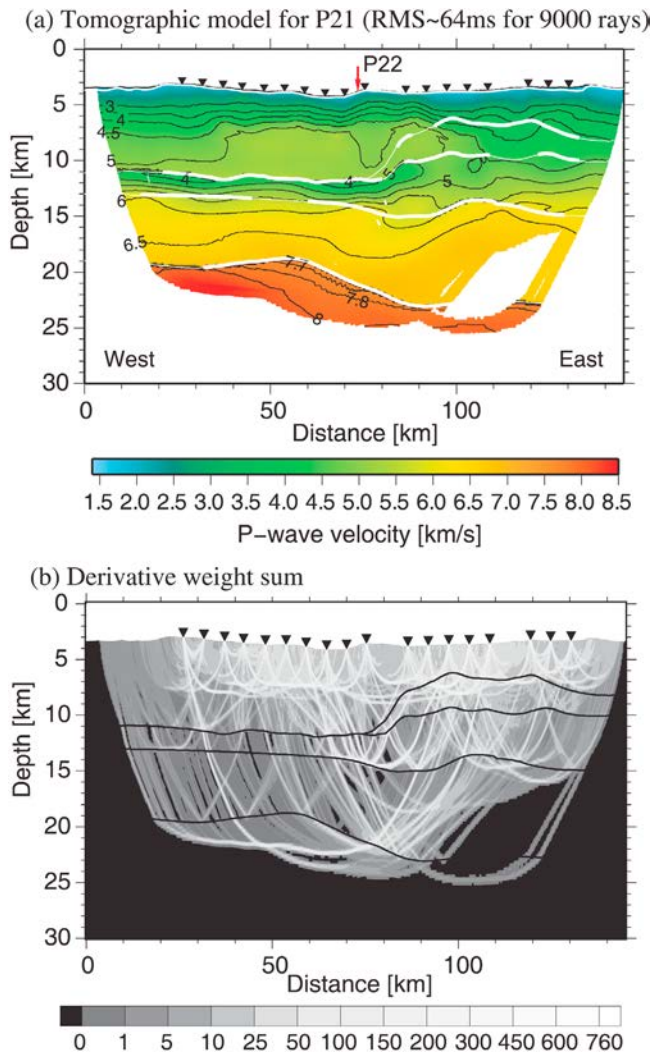 (a) Tomographic model for P21 (RMS~64ms for 9000 rays)
P22
0
5
10
15
20
25
30
Depth [km]
3
4
4.5
5
4
5
5
6
6.5
7.7
7.8
8
West
East
0
50
100
Distance [km]
1.5 2.0 2.5 3.0 3.5 4.0 4.5 5.0 5.5 6.0 6.5 7.0 7.5 8.0 8.5
P-wave velocity [km/s]
(b) Derivative weight sum
0
5
10
15
20
25
30
Depth [km]
0
50
100
Distance [km]
0 1 5 10 25 50 100 150 200 300 450 600 760